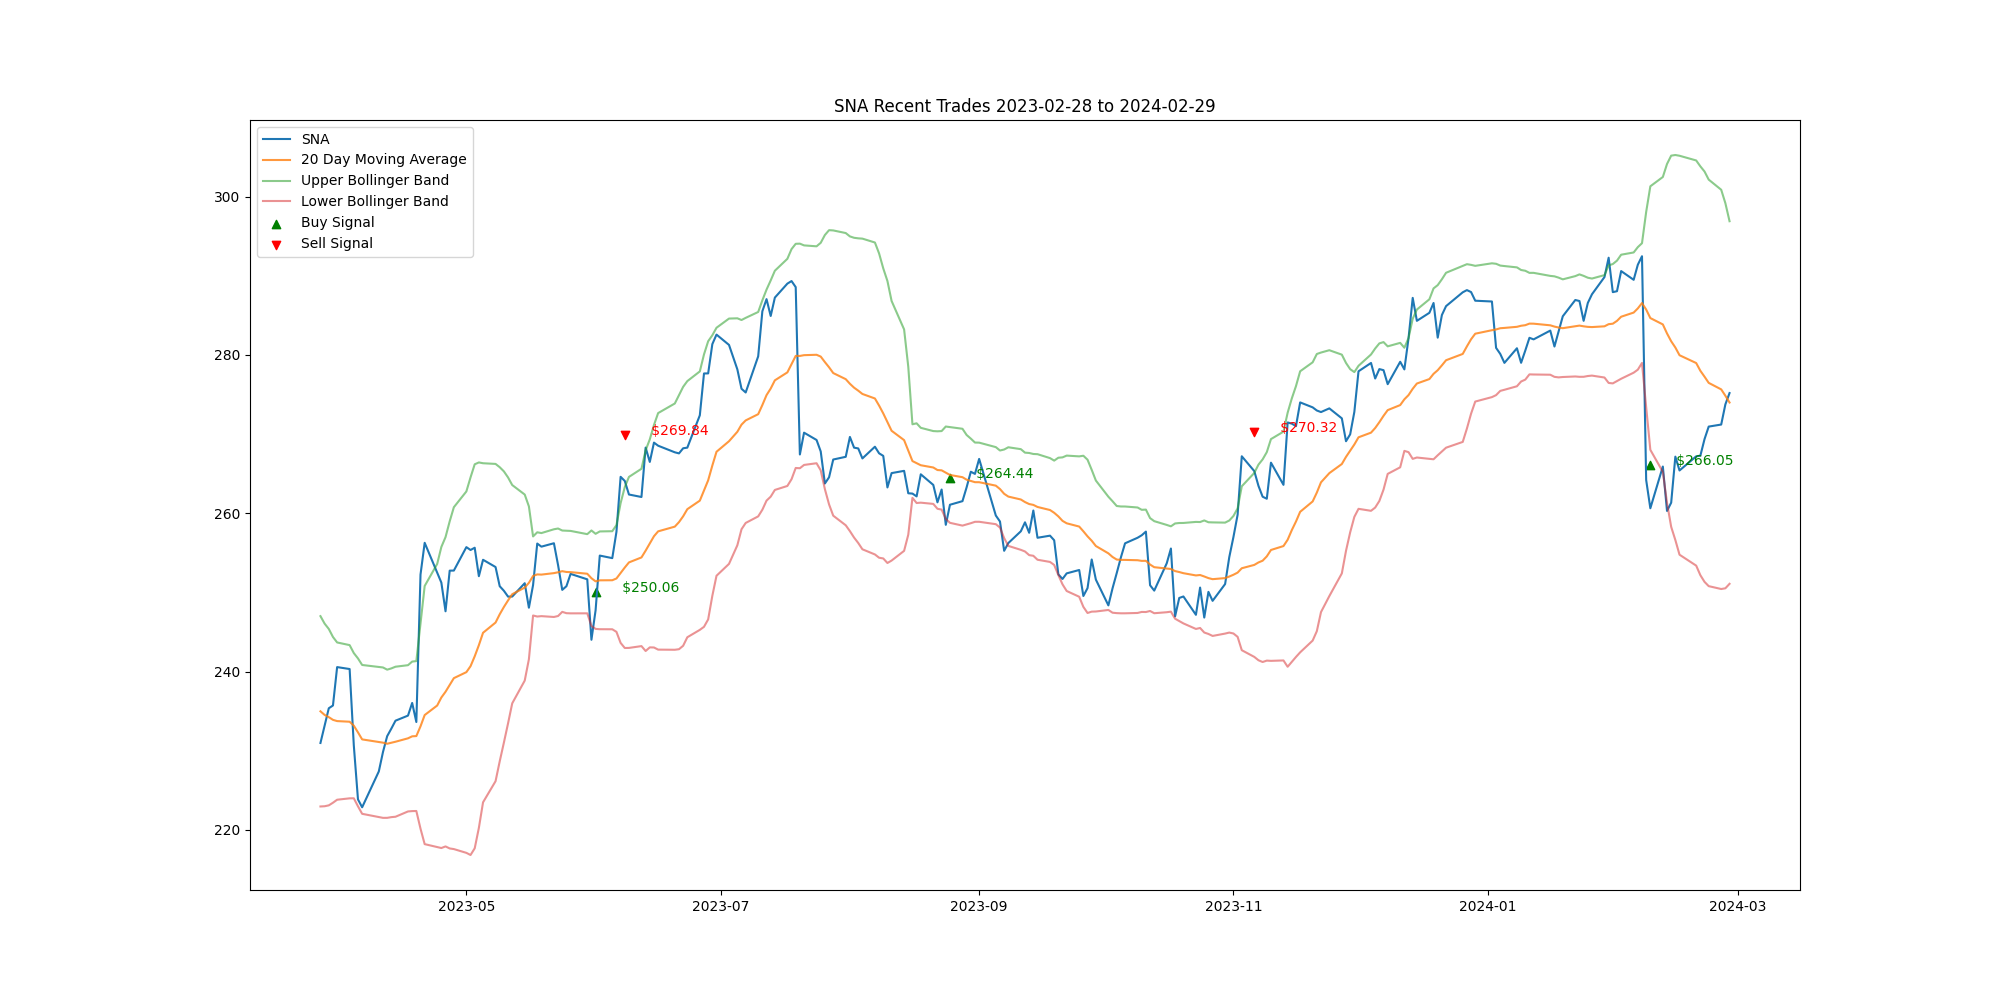 SNA Recent Trades 2023-02-28 to 2024-02-29
SNA
20 Day Moving Average
Upper Bollinger Band
Lower Bollinger Band
Buy Signal
Sell Signal
300
280
260
240
220
$269.84
$250.06
$264.44
$270.32
$266.05
2023-05
2023-07
2023-09
2023-11
2024-01
2024-03